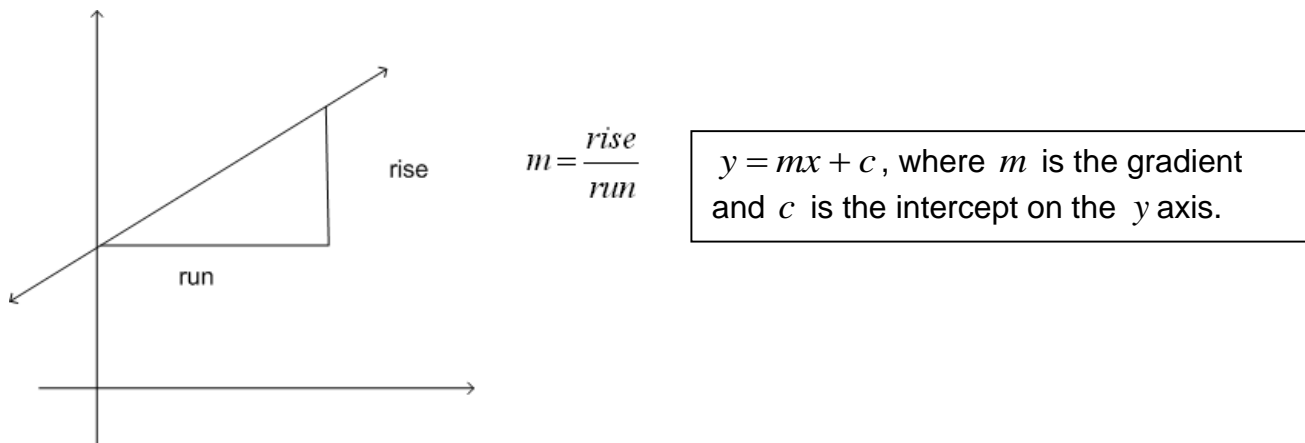 rise
run
m = rise/run
y = mx + c, where m is the gradient
and c is the intercept on the y axis.